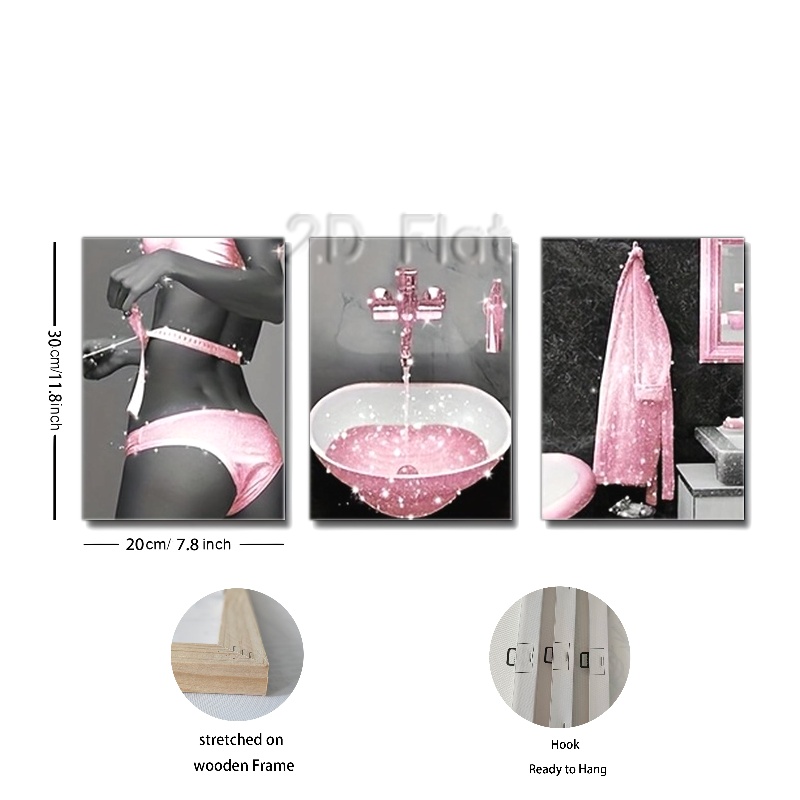 2D Flat
30cm/11.8inch
20cm/ 7.8 inch
stretched on
wooden Frame
Hook
Ready to Hang